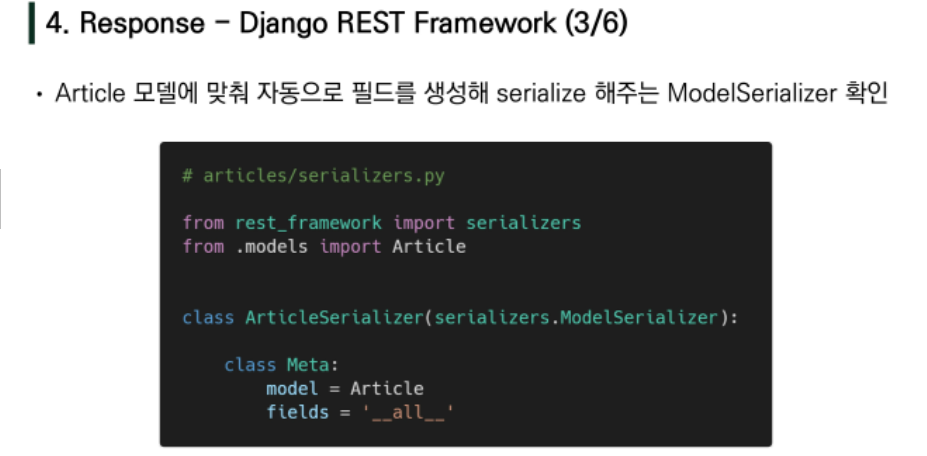 4. Response – Django REST Framework (3/6)
• Article 모델에 맞춰 자동으로 필드를 생성해 serialize 해주는 ModelSerializer 확인
# articles/serializers.py
from rest_framework import serializers
from .models import Article
class ArticleSerializer(serializers.ModelSerializer):
class Meta:
model = Article
fields = '__all__'